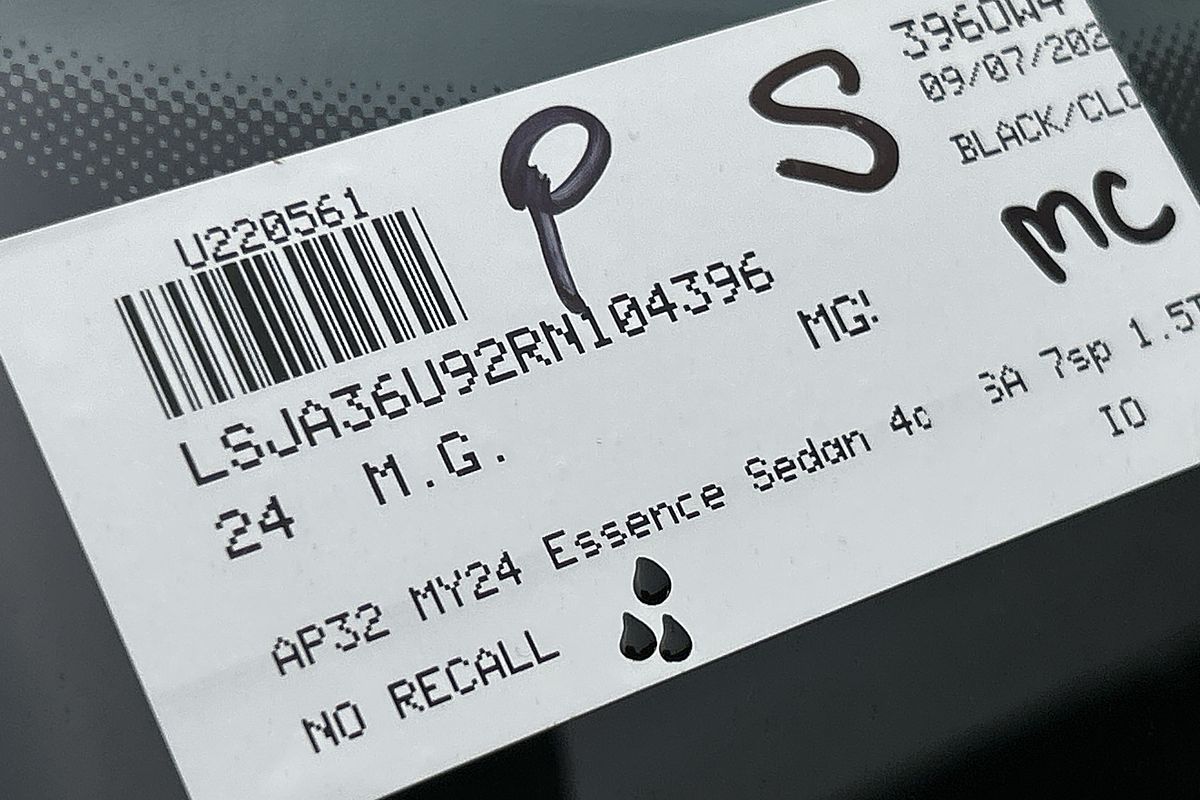 3960W4
09/07/202
BLACK/CLO
P S
MC
U220561
LSJA36U92RN104396
24 M.G. MG!
AP32 MY24 Essence Sedan 4d SA 7sp 1.5T
NO RECALL IO